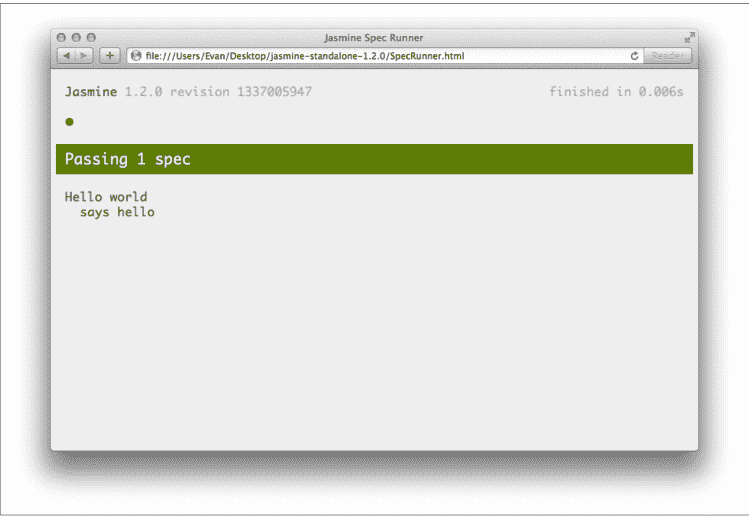 Jasmine Spec Runner
file:///Users/Evan/Desktop/jasmine-standalone-1.2.0/SpecRunner.html Reader
Jasmine 1.2.0 revision 1337005947 finished in 0.006s
Passing 1 spec
Hello world
says hello